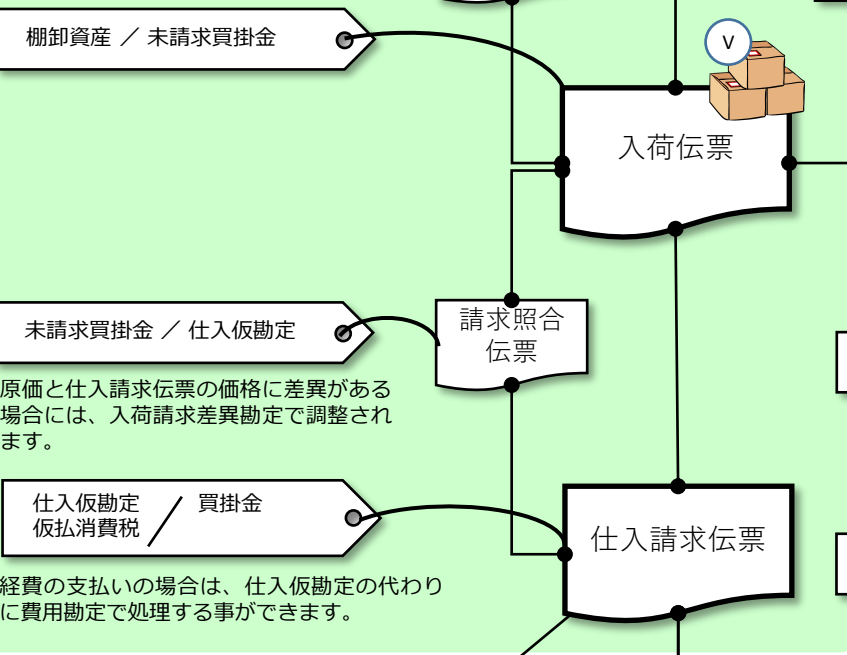 棚卸資産 ／ 未請求買掛金
V
入荷伝票
未請求買掛金 ／ 仕入仮勘定
請求照合
伝票
原価と仕入請求伝票の価格に差異がある
場合には、入荷請求差異勘定で調整され
ます。
仕入仮勘定 ／ 買掛金
仮払消費税
仕入請求伝票
経費の支払いの場合は、仕入仮勘定の代わり
に費用勘定で処理する事ができます。